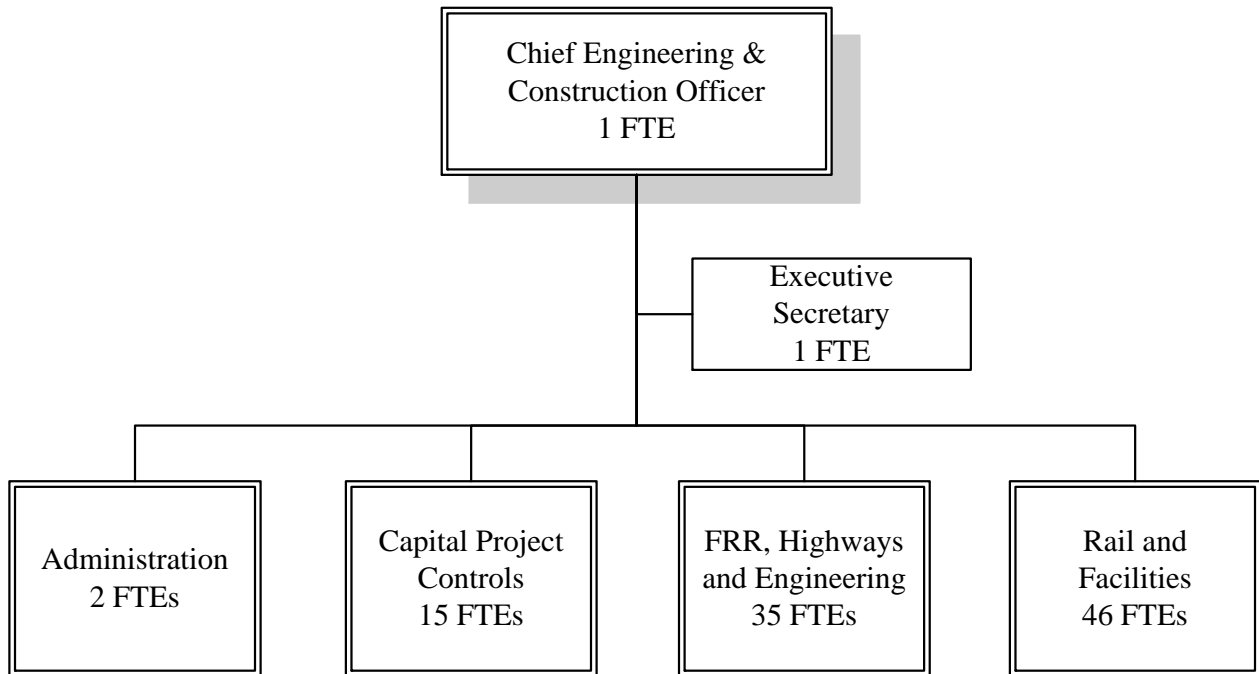 Chief Engineering &
Construction Officer
1 FTE
Executive
Secretary
1 FTE
Administration
2 FTEs
Capital Project
Controls
15 FTEs
FRR, Highways
and Engineering
35 FTEs
Rail and
Facilities
46 FTEs